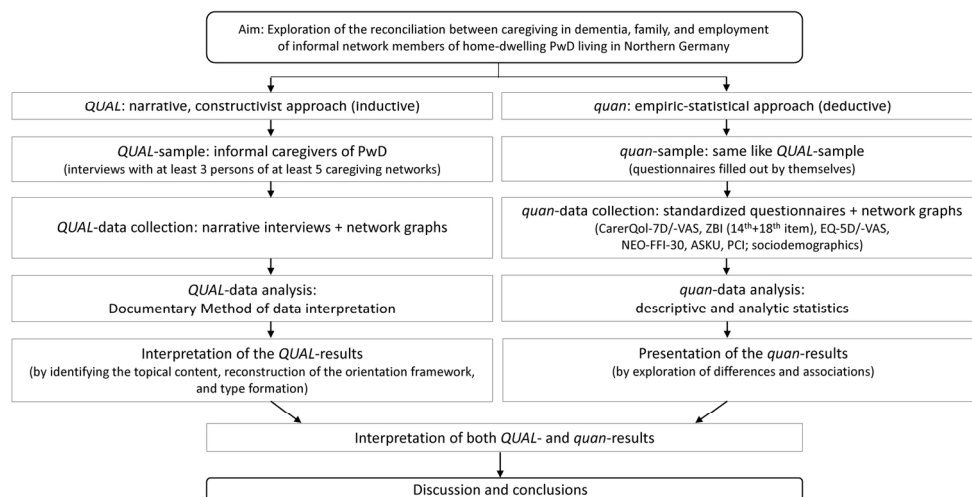 Aim: Exploration of the reconciliation between caregiving in dementia, family, and employment
of informal network members of home-dwelling PwD living in Northern Germany
QUAL: narrative, constructivist approach (inductive)
quan: empiric-statistical approach (deductive)
QUAL-sample: informal caregivers of PwD
(interviews with at least 3 persons of at least 5 caregiving networks)
quan-sample: same like QUAL-sample
(questionnaires filled out by themselves)
QUAL-data collection: narrative interviews + network graphs
quan-data collection: standardized questionnaires + network graphs
(CarerQol-7D/-VAS, ZBI (14th+18th item), EQ-5D/-VAS,
NEO-FFI-30, ASKU, PCI; sociodemographics)
QUAL-data analysis:
Documentary Method of data interpretation
quan-data analysis:
descriptive and analytic statistics
Interpretation of the QUAL-results
(by identifying the topical content, reconstruction of the orientation framework,
and type formation)
Presentation of the quan-results
(by exploration of differences and associations)
Interpretation of both QUAL- and quan-results
Discussion and conclusions